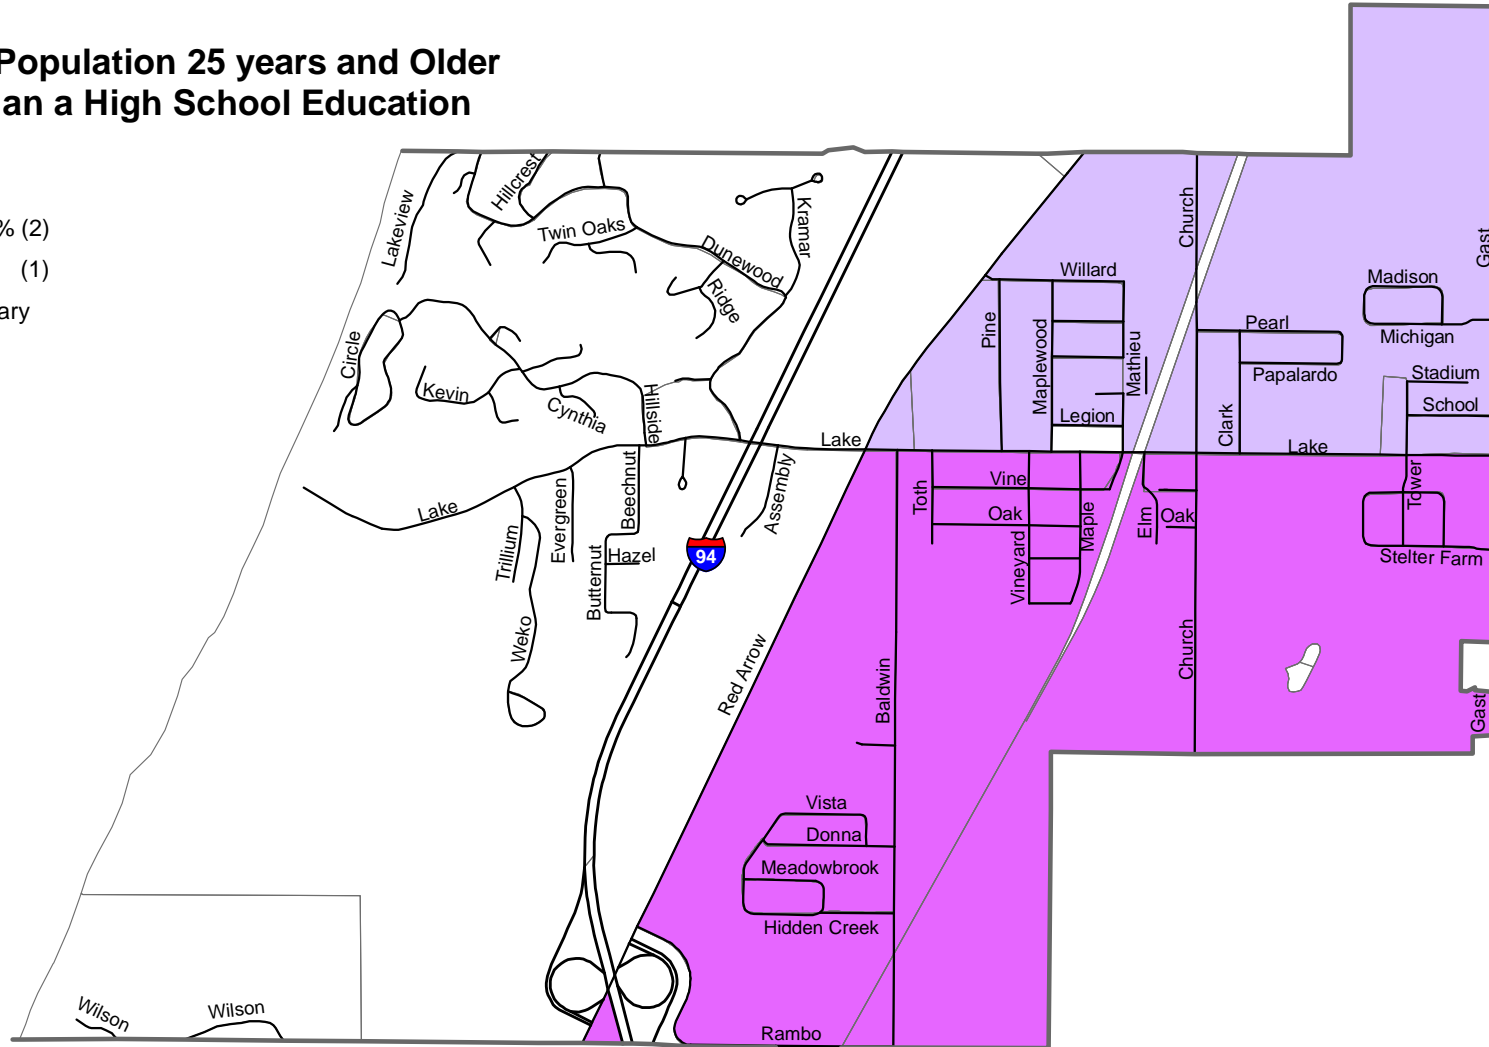 Population 25 years and Older
an a High School Education
% (2)
(1)
ary
Lakeview
Hillcrest
Twin Oaks
Dunewood
Kramar
Ridge
Circle
Kevin
Cynthia
Hillside
Lake
Lake
Trillium
Evergreen
Beechnut
Butternut
Hazel
Weko
Assembly
94
Red Arrow
Wilson
Wilson
Church
Willard
Pine
Maplewood
Mathieu
Legion
Pearl
Papalardo
Clark
Madison
Michigan
Gast
Stadium
School
Lake
Tower
Toth
Vine
Oak
Vineyard
Maple
Elm
Oak
Stelter Farm
Baldwin
Church
Gast
Vista
Donna
Meadowbrook
Hidden Creek
Rambo